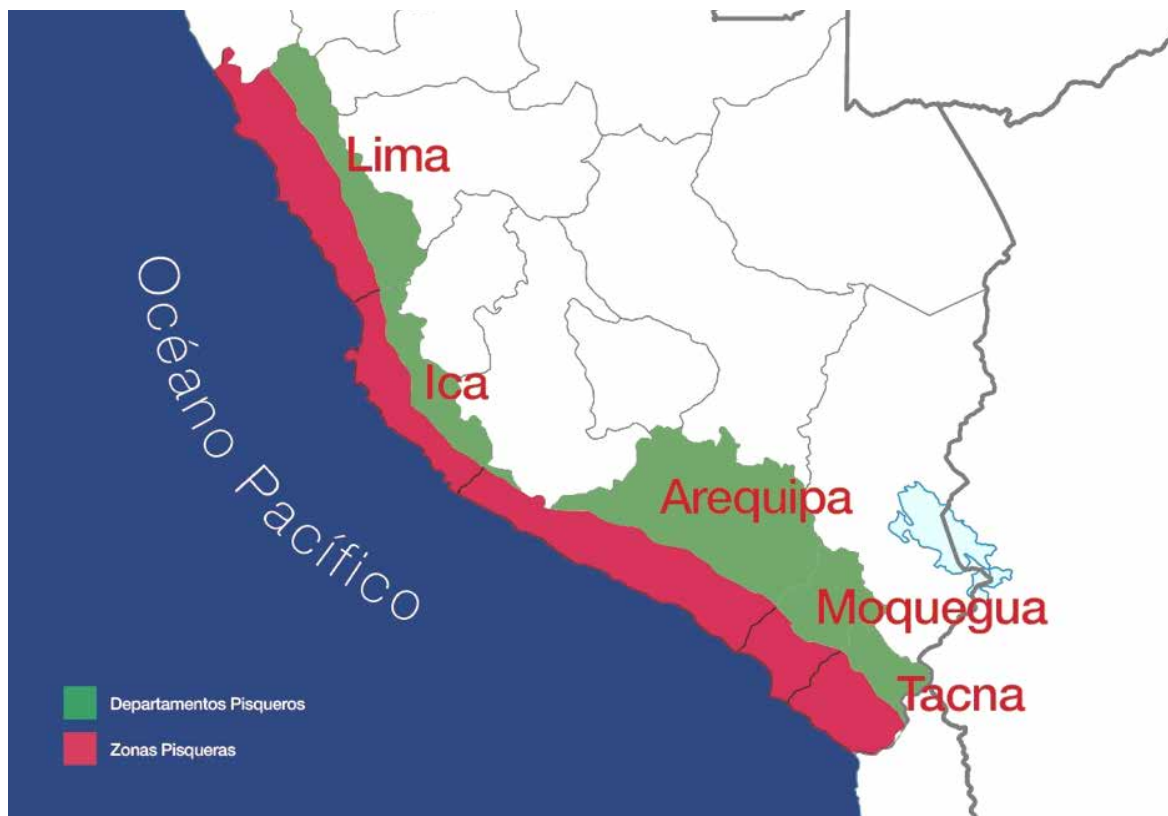 Lima
Océano Pacífico
Ica
Arequipa
Moquegua
Tacna
Departamentos Pisqueros
Zonas Pisqueras